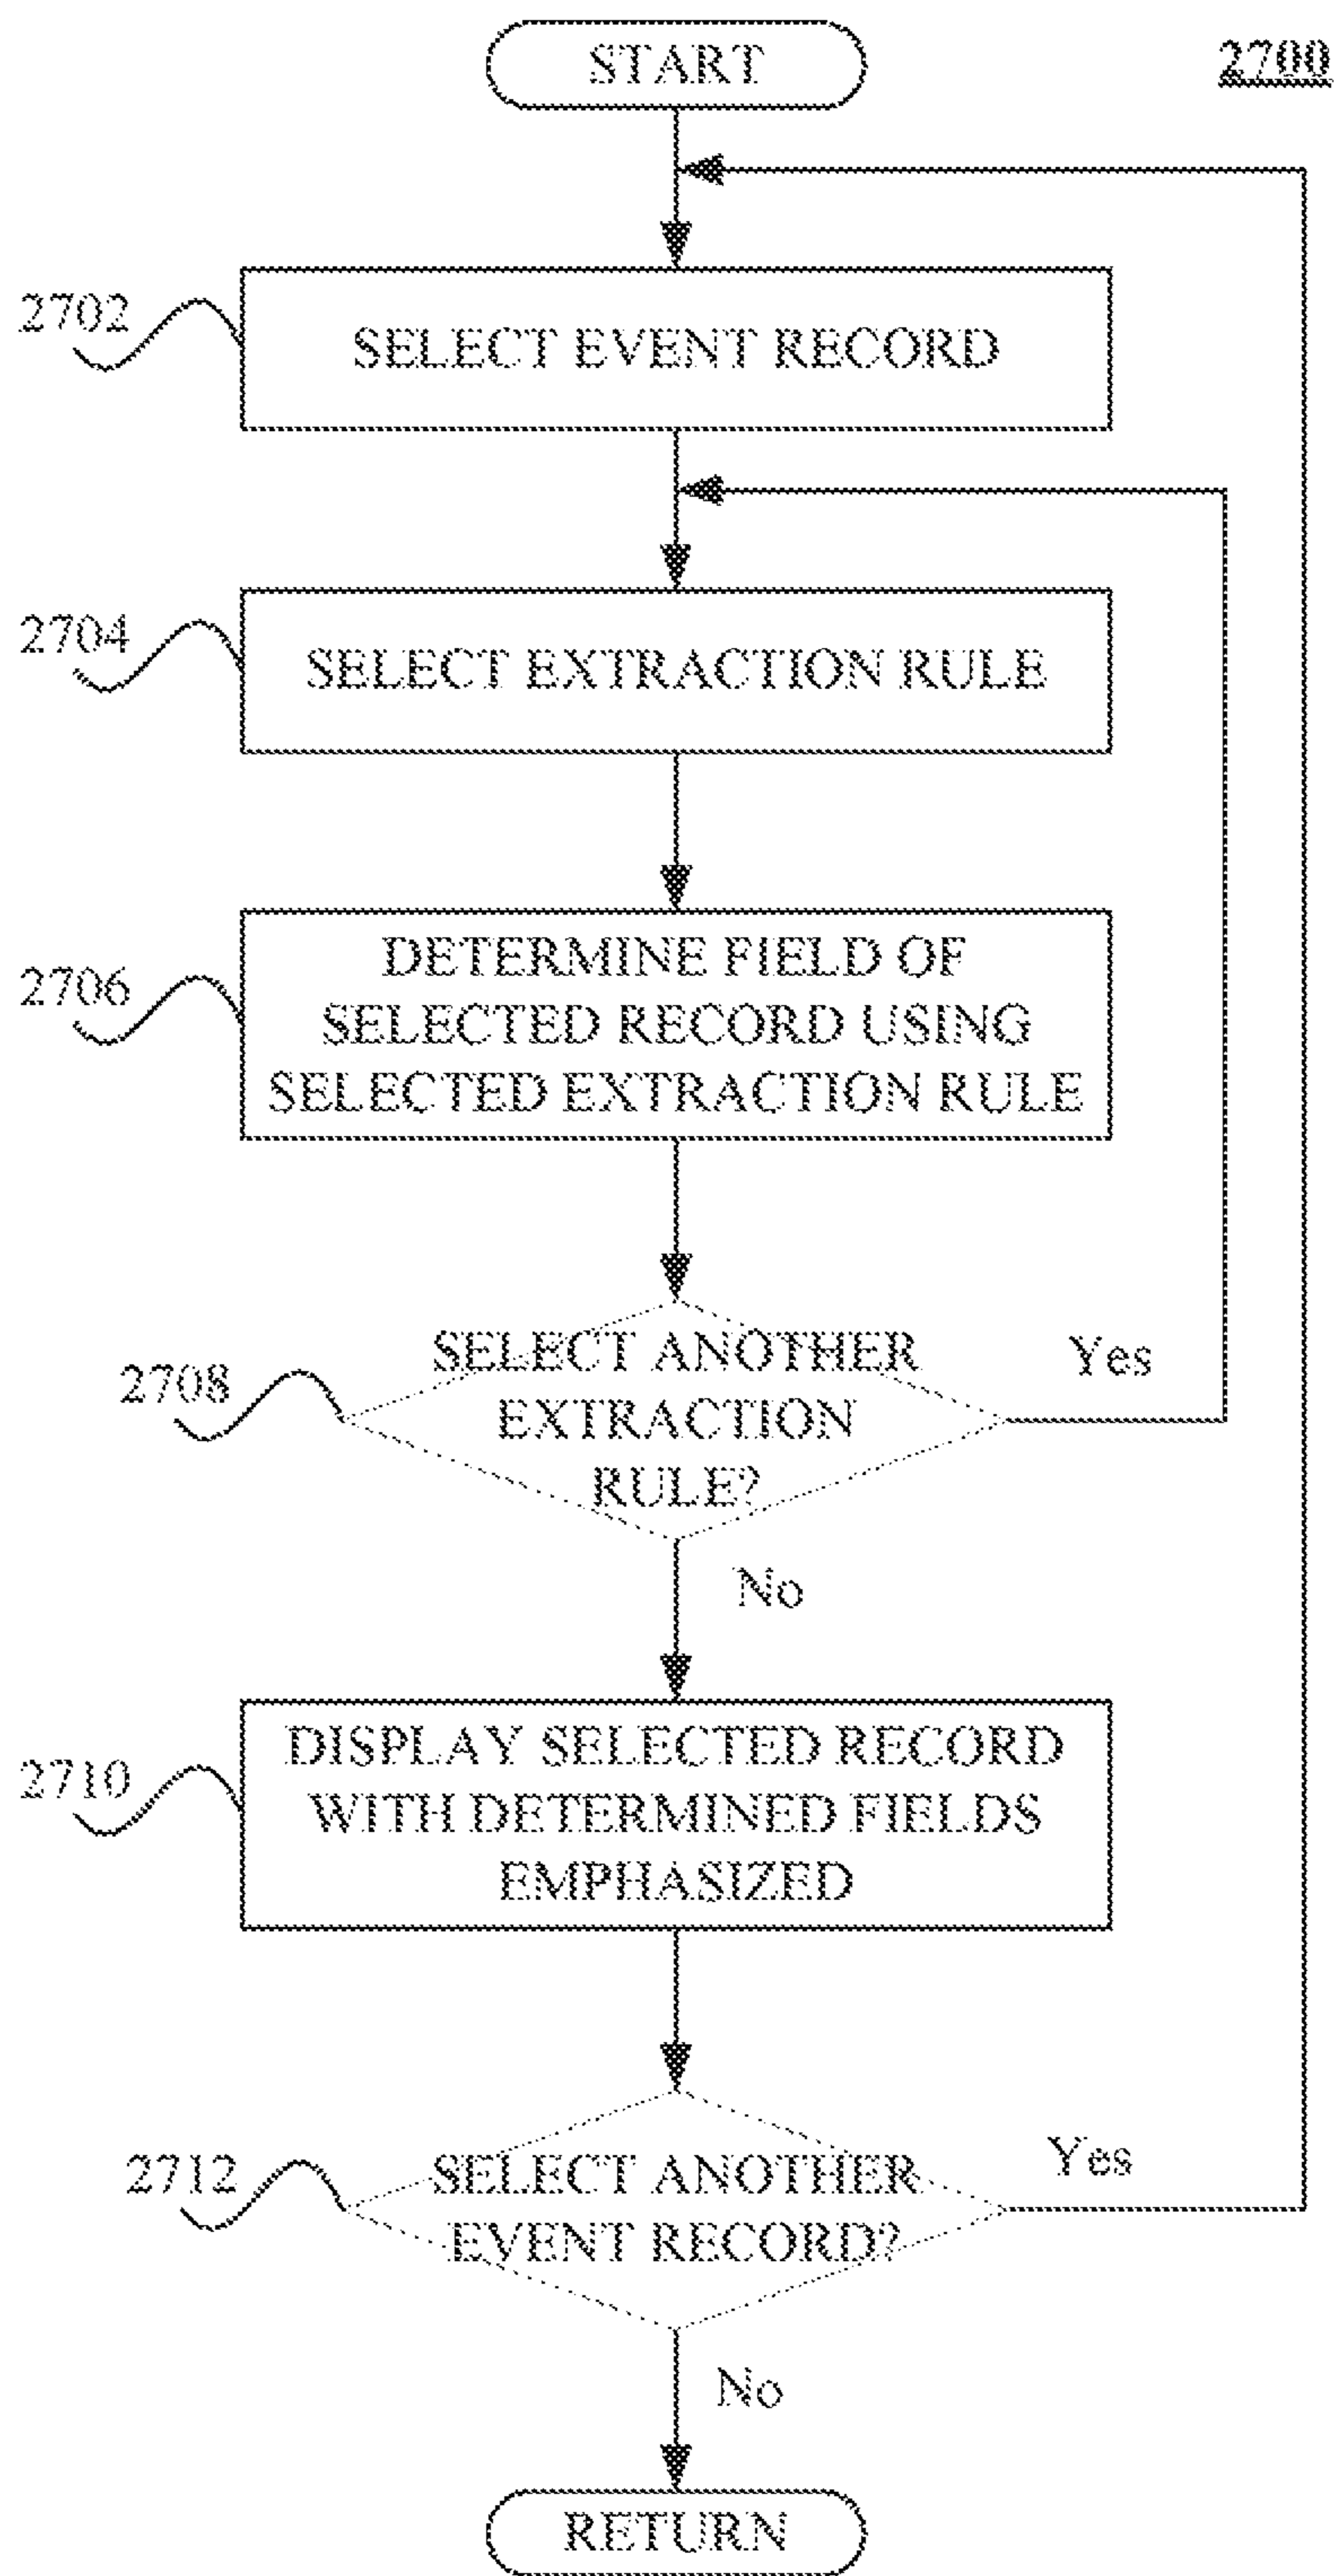 START
2700
2702
SELECT EVENT RECORD
2704
SELECT EXTRACTION RULE
2706
DETERMINE FIELD OF
SELECTED RECORD USING
SELECTED EXTRACTION RULE
2708
SELECT ANOTHER
EXTRACTION
RULE?
Yes
No
2710
DISPLAY SELECTED RECORD
WITH DETERMINED FIELDS
EMPHASIZED
2712
SELECT ANOTHER
EVENT RECORD?
Yes
No
RETURN